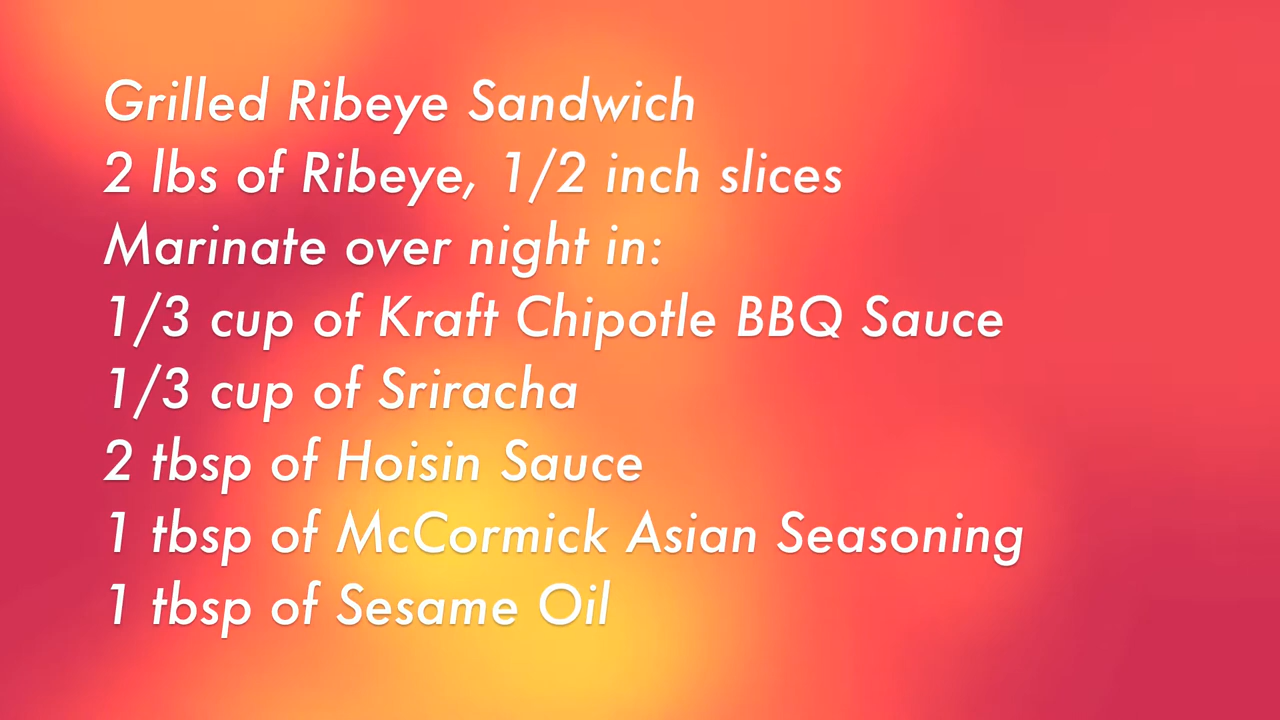 Grilled Ribeye Sandwich
2 lbs of Ribeye, 1/2 inch slices
Marinate over night in:
1/3 cup of Kraft Chipotle BBQ Sauce
1/3 cup of Sriracha
2 tbsp of Hoisin Sauce
1 tbsp of McCormick Asian Seasoning
1 tbsp of Sesame Oil